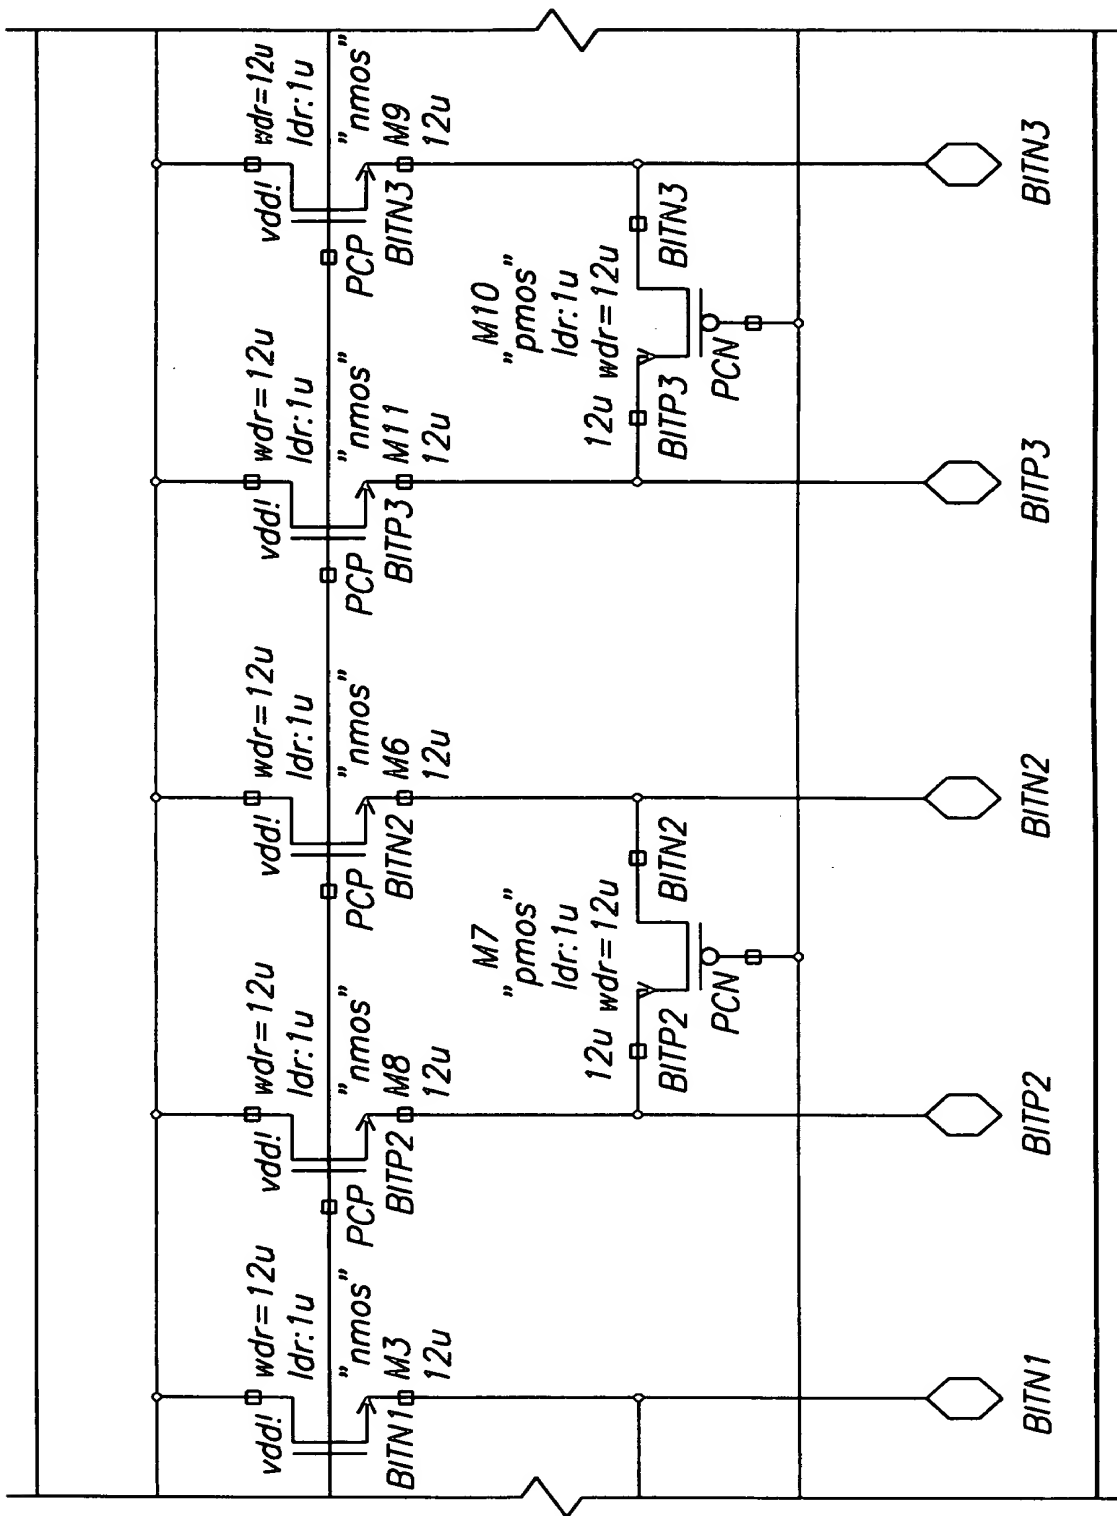 vdd!
wdr=12u
ldr:1u
"nmos"
BITN1
M3
12u
vdd!
wdr=12u
ldr:1u
PCP
"nmos"
BITP2
M8
12u
vdd!
wdr=12u
ldr:1u
PCP
"nmos"
BITN2
M6
12u
vdd!
wdr=12u
ldr:1u
PCP
"nmos"
BITP3
M11
12u
vdd!
wdr=12u
ldr:1u
PCP
"nmos"
BITN3
M9
12u
M7
"pmos"
ldr:1u
12u wdr=12u
BITP2
BITN2
PCN
M10
"pmos"
ldr:1u
12u wdr=12u
BITP3
BITN3
PCN
BITN1
BITP2
BITN2
BITP3
BITN3